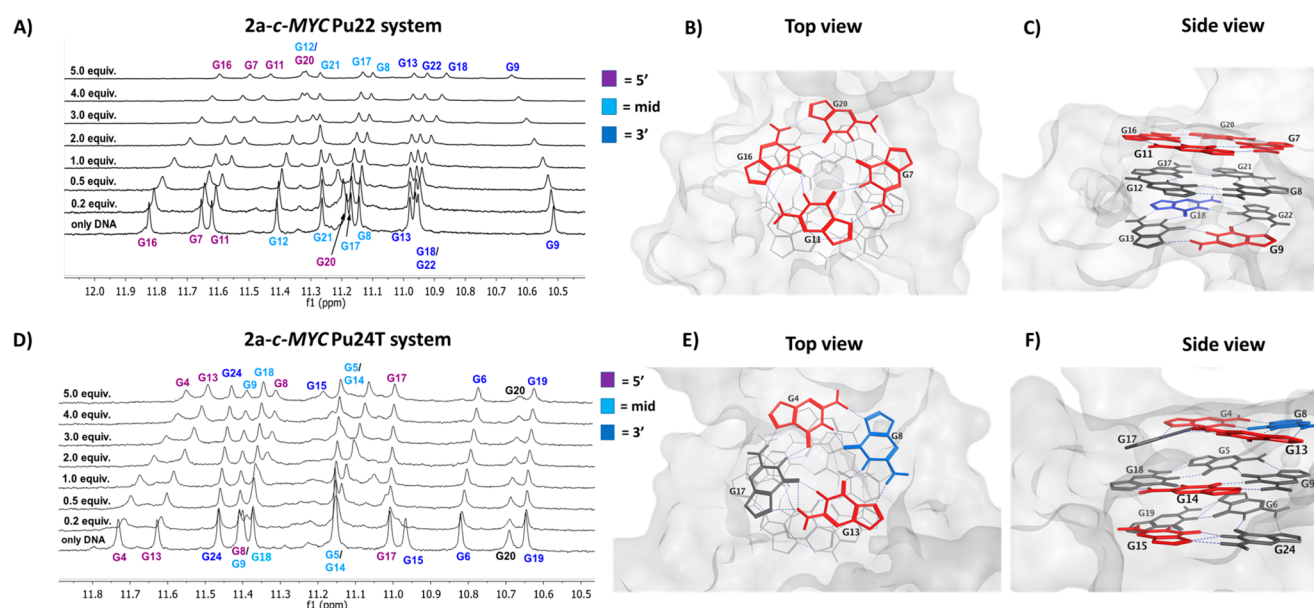 A)
2a-c-MYC Pu22 system
G12/
G16 G7 G11 G20 G21 G17 G8 G13 G22 G18 G9
5.0 equiv.
4.0 equiv.
3.0 equiv.
2.0 equiv.
1.0 equiv.
0.5 equiv.
0.2 equiv.
only DNA
G16 G7 G11 G12 G21 G17 G8 G13 G9
G20 G18/
G22
12.0 11.9 11.8 11.7 11.6 11.5 11.4 11.3 11.2 11.1 11.0 10.9 10.8 10.7 10.6 10.5
f1 (ppm)
= 5'
= mid
= 3'
B)
Top view
G20
G16
G7
G11
C)
Side view
G16 G20
G11 G7
G17 G21
G12 G8
G18 G22
G13
G9
D)
2a-c-MYC Pu24T system
G5/
G4 G13 G24 G9 G18 G8 G15 G14 G17 G6 G20 G19
5.0 equiv.
4.0 equiv.
3.0 equiv.
2.0 equiv.
1.0 equiv.
0.5 equiv.
0.2 equiv.
only DNA
G4 G13 G24 G8/ G18 G5/ G17 G15 G6 G20 G19
G9 G14
11.8 11.7 11.6 11.5 11.4 11.3 11.2 11.1 11.0 10.9 10.8 10.7 10.6
f1 (ppm)
= 5'
= mid
= 3'
E)
Top view
G4
G8
G17
G13
F)
Side view
G4 G8
G17 G13
G5
G18 G9
G14
G19 G6
G15 G24